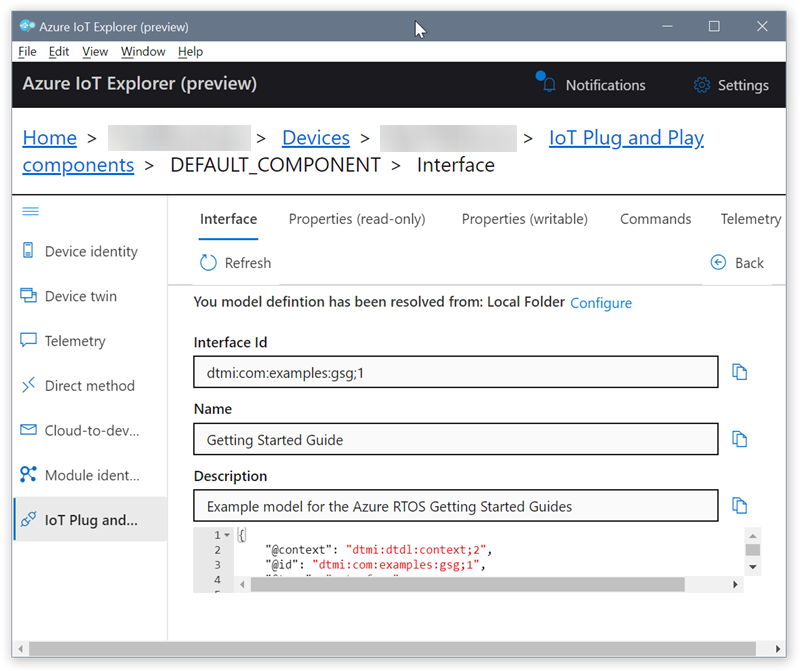 Azure IoT Explorer (preview)
File Edit View Window Help
Azure IoT Explorer (preview)
Notifications
Settings
Home > > Devices > > IoT Plug and Play
components > DEFAULT_COMPONENT > Interface
Interface Properties (read-only) Properties (writable) Commands Telemetry
Refresh
Back
Device identity
Device twin
Telemetry
Direct method
Cloud-to-dev...
Module ident...
IoT Plug and...
You model defintion has been resolved from: Local Folder Configure
Interface Id
dtmi:com:examples:gsg;1
Name
Getting Started Guide
Description
Example model for the Azure RTOS Getting Started Guides
1 {
2 "@context": "dtmi:dtdl:context;2",
3 "@id": "dtmi:com:examples:gsg;1",
4